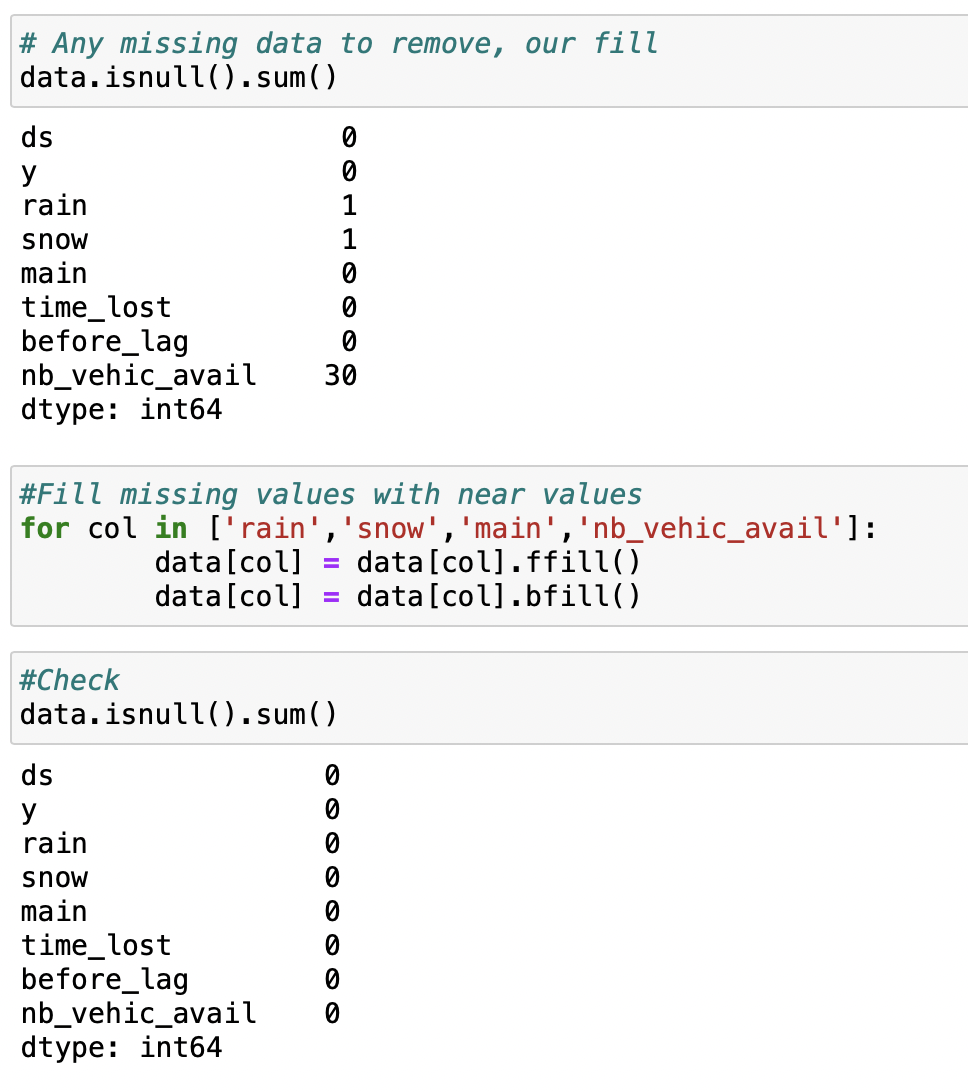 # Any missing data to remove, our fill
data.isnull().sum()
ds 0
y 0
rain 1
snow 1
main 0
time_lost 0
before_lag 0
nb_vehic_avail 30
dtype: int64
#Fill missing values with near values
for col in ['rain','snow','main','nb_vehic_avail']:
        data[col] = data[col].ffill()
        data[col] = data[col].bfill()
#Check
data.isnull().sum()
ds 0
y 0
rain 0
snow 0
main 0
time_lost 0
before_lag 0
nb_vehic_avail 0
dtype: int64